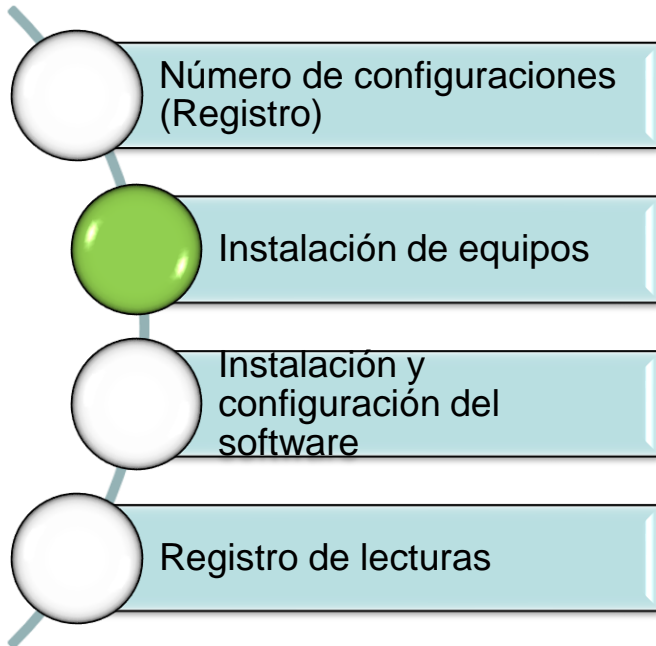 Número de configuraciones
(Registro)
Instalación de equipos
Instalación y
configuración del
software
Registro de lecturas